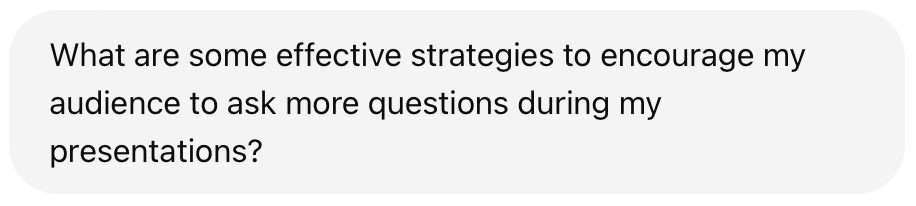 What are some effective strategies to encourage my
audience to ask more questions during my
presentations?